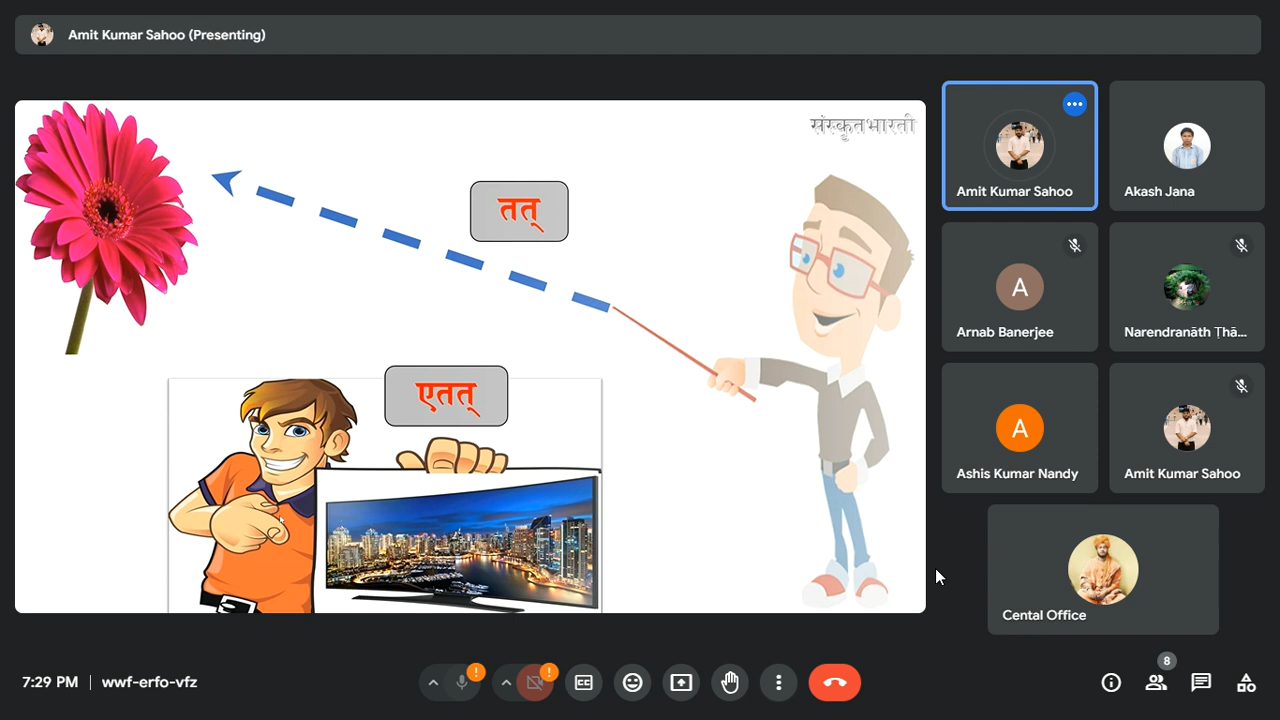 Amit Kumar Sahoo (Presenting)
संस्कृतभारती
तत्
एतत्
Amit Kumar Sahoo
Akash Jana
A
Arnab Banerjee
Narendranāth Ṭhā...
A
Ashis Kumar Nandy
Amit Kumar Sahoo
Cental Office
7:29 PM | wwf-erfo-vfz
CC
8